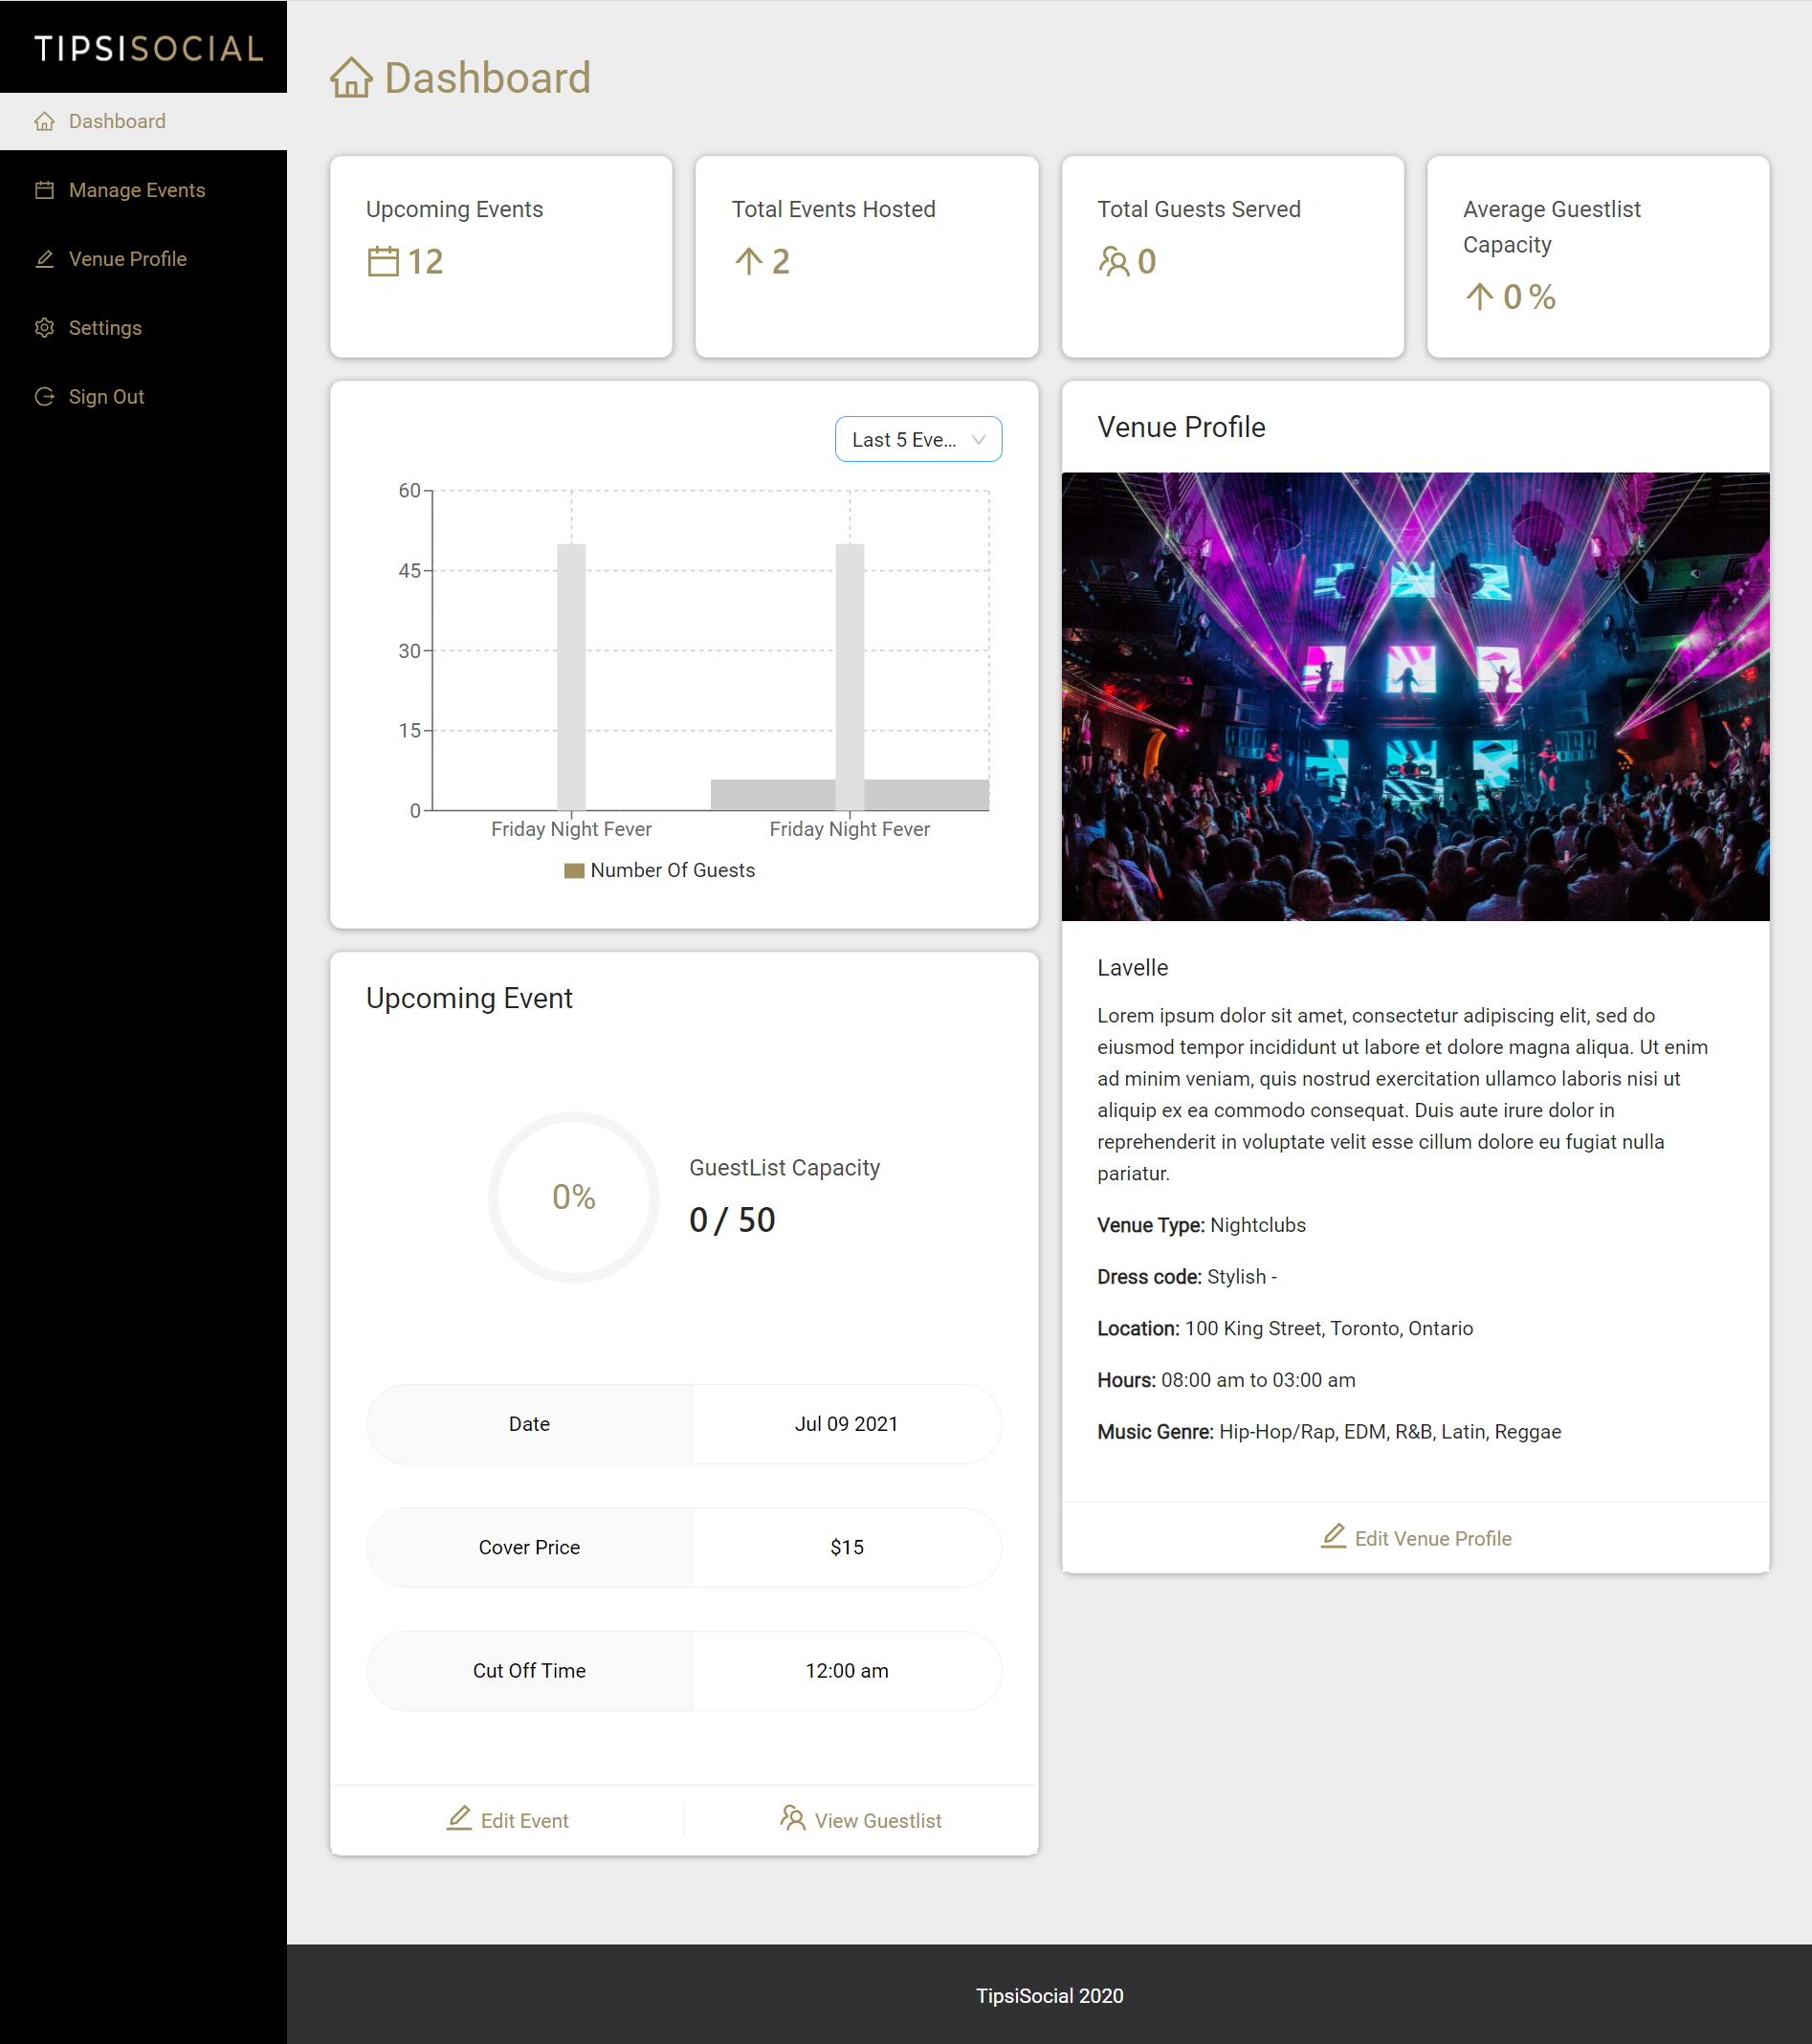 TIPSISOCIAL
Dashboard
Manage Events
Venue Profile
Settings
Sign Out
Dashboard
Upcoming Events
12
Total Events Hosted
2
Total Guests Served
0
Average Guestlist
Capacity
0 %
Last 5 Eve...
60
45
30
15
0
Friday Night Fever
Friday Night Fever
Number Of Guests
Upcoming Event
0%
GuestList Capacity
0 / 50
Date
Jul 09 2021
Cover Price
$15
Cut Off Time
12:00 am
Edit Event
View Guestlist
Venue Profile
Lavelle
Lorem ipsum dolor sit amet, consectetur adipiscing elit, sed do
eiusmod tempor incididunt ut labore et dolore magna aliqua. Ut enim
ad minim veniam, quis nostrud exercitation ullamco laboris nisi ut
aliquip ex ea commodo consequat. Duis aute irure dolor in
reprehenderit in voluptate velit esse cillum dolore eu fugiat nulla
pariatur.
Venue Type: Nightclubs
Dress code: Stylish -
Location: 100 King Street, Toronto, Ontario
Hours: 08:00 am to 03:00 am
Music Genre: Hip-Hop/Rap, EDM, R&B, Latin, Reggae
Edit Venue Profile
TipsiSocial 2020